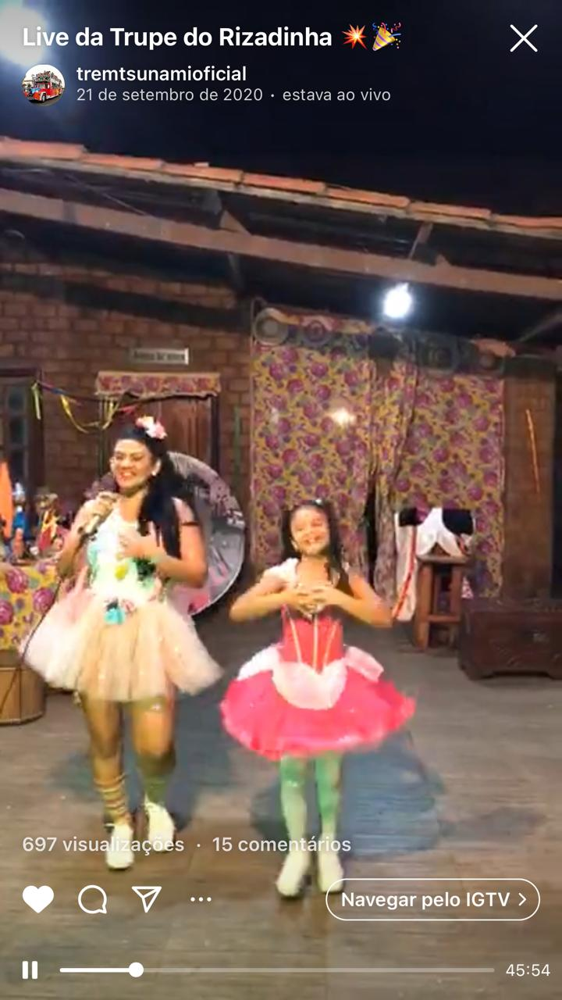 Live da Trupe do Rizadinha 💥🎉
tremtsunamioficial
21 de setembro de 2020 · estava ao vivo
697 visualizações · 15 comentários
Navegar pelo IGTV >
45:54